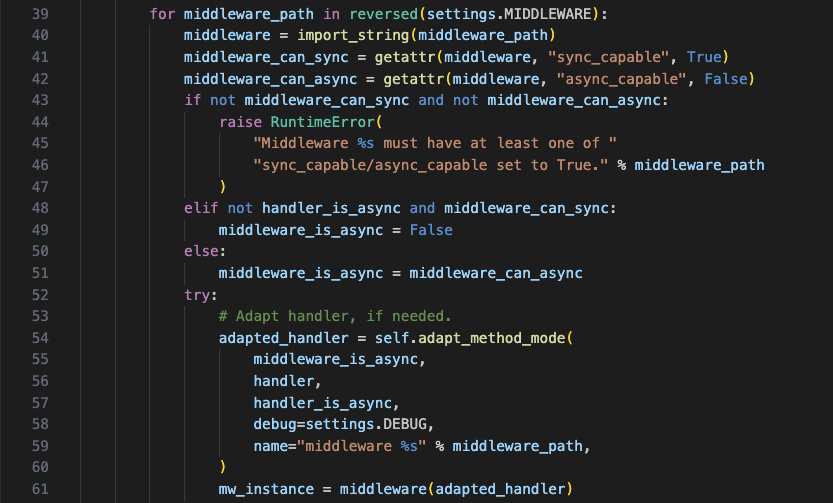 39 for middleware_path in reversed(settings.MIDDLEWARE):
40 middleware = import_string(middleware_path)
41 middleware_can_sync = getattr(middleware, "sync_capable", True)
42 middleware_can_async = getattr(middleware, "async_capable", False)
43 if not middleware_can_sync and not middleware_can_async:
44 raise RuntimeError(
45 "Middleware %s must have at least one of "
46 "sync_capable/async_capable set to True." % middleware_path
47 )
48 elif not handler_is_async and middleware_can_sync:
49 middleware_is_async = False
50 else:
51 middleware_is_async = middleware_can_async
52 try:
53 # Adapt handler, if needed.
54 adapted_handler = self.adapt_method_mode(
55 middleware_is_async,
56 handler,
57 handler_is_async,
58 debug=settings.DEBUG,
59 name="middleware %s" % middleware_path,
60 )
61 mw_instance = middleware(adapted_handler)